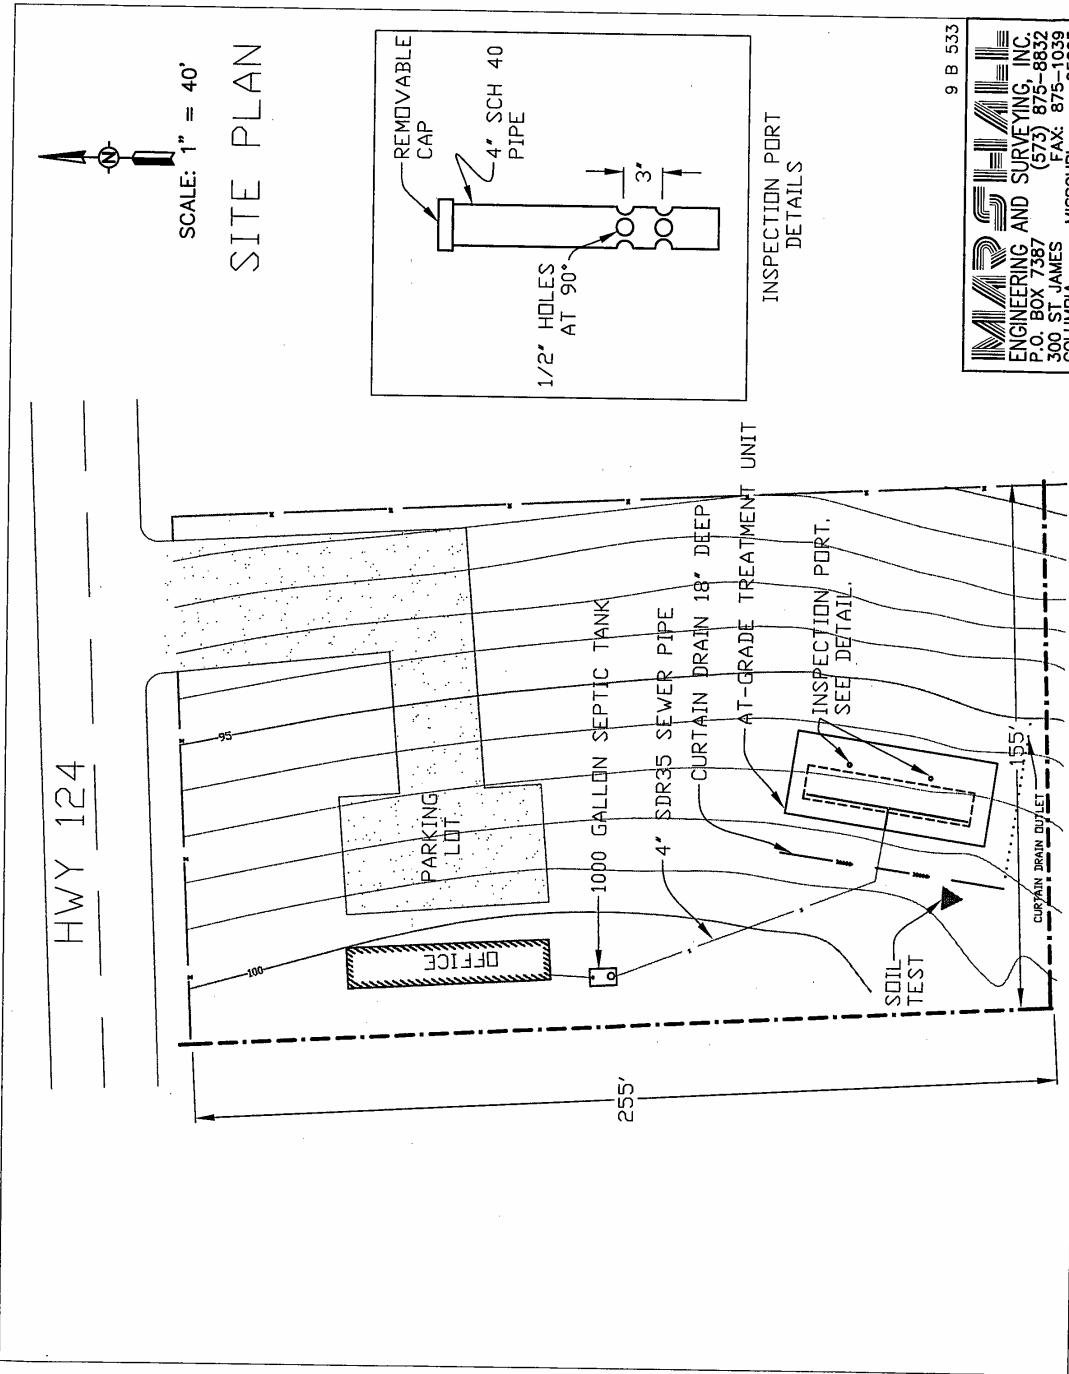 HWY 124
SCALE: 1" = 40'
SITE PLAN
N
95
100
PARKING
LOT
OFFICE
1000 GALLON SEPTIC TANK
4" SDR35 SEWER PIPE
CURTAIN DRAIN 18" DEEP
AT-GRADE TREATMENT UNIT
INSPECTION PORT.
SEE DETAIL.
SOIL
TEST
155'
CURTAIN DRAIN OUTLET
255'
REMOVABLE
CAP
4" SCH 40
PIPE
1/2" HOLES
AT 90°
3"
INSPECTION PORT
DETAILS
9 B 533
MARSHALL
ENGINEERING AND SURVEYING, INC.
P.O. BOX 7387 (573) 875-8832
300 ST JAMES FAX: 875-1039
COLUMBIA MISSOURI